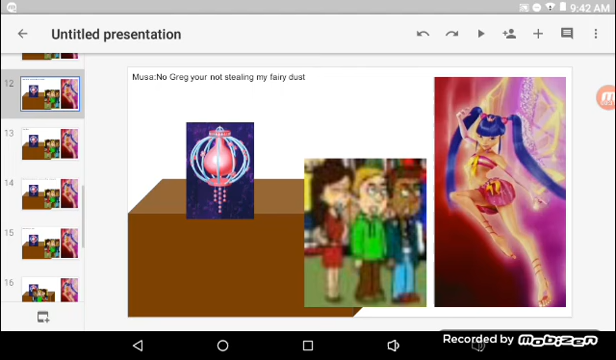 9:42 AM
Untitled presentation
12
Musa:No Greg your not stealing my fairy dust
13
14
15
16
Recorded by
mobizen